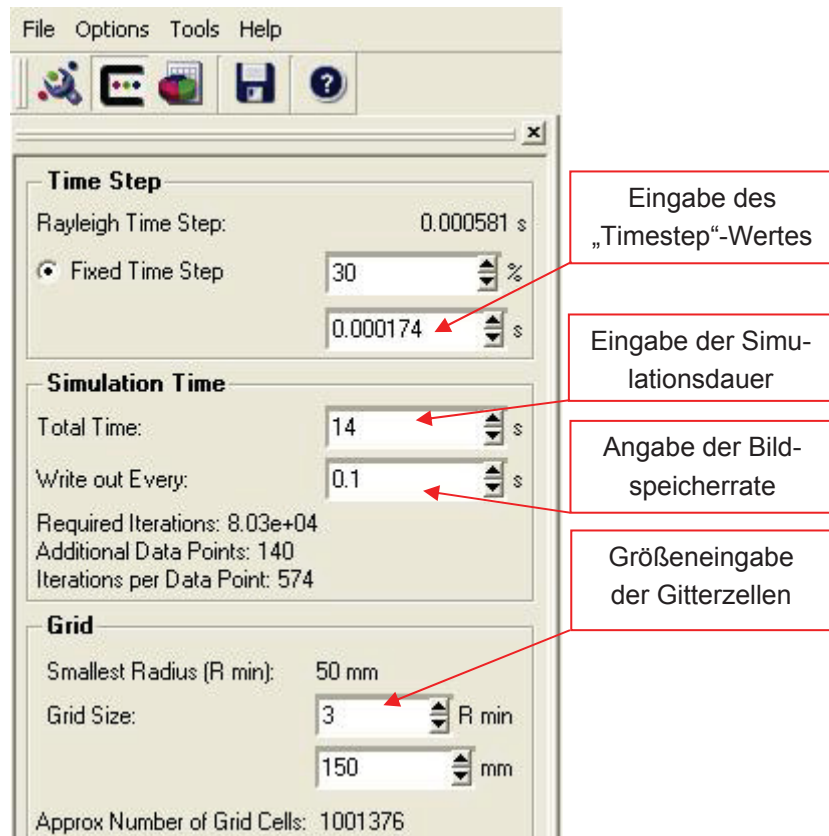 File Options Tools Help
Time Step
Rayleigh Time Step: 0.000581 s
Fixed Time Step 30 %
0.000174 s
Simulation Time
Total Time: 14 s
Write out Every: 0.1 s
Required Iterations: 8.03e+04
Additional Data Points: 140
Iterations per Data Point: 574
Grid
Smallest Radius (R min): 50 mm
Grid Size: 3 R min
150 mm
Approx Number of Grid Cells: 1001376
Eingabe des
„Timestep“-Wertes
Eingabe der Simu-
lationsdauer
Angabe der Bild-
speicherrate
Größeneingabe
der Gitterzellen